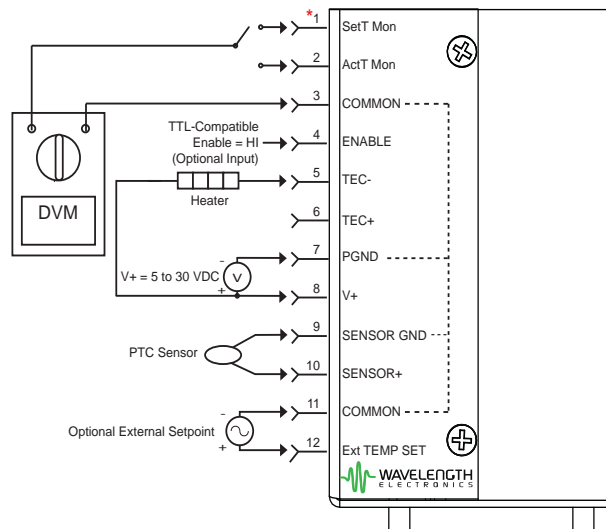 *1 SetT Mon
2 ActT Mon
3 COMMON
TTL-Compatible
Enable = HI
(Optional Input)
4 ENABLE
5 TEC-
Heater
DVM
6 TEC+
7 PGND
-
V+ = 5 to 30 VDC
V
+
8 V+
9 SENSOR GND
PTC Sensor
10 SENSOR+
11 COMMON
-
Optional External Setpoint
+
12 Ext TEMP SET
WAVELENGTH
ELECTRONICS